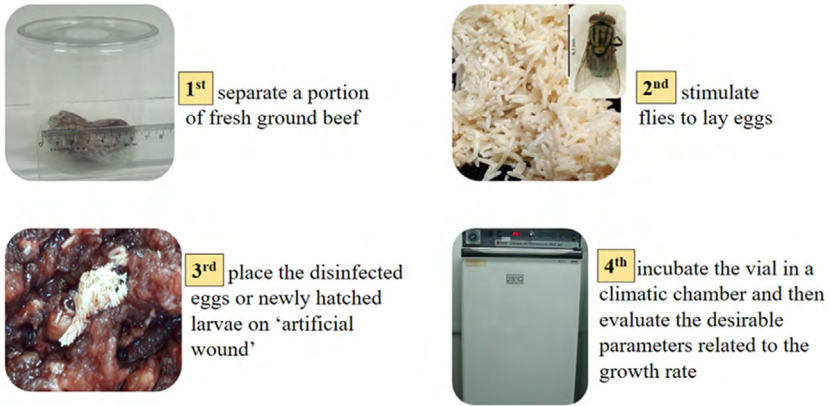 1st separate a portion
of fresh ground beef
2nd stimulate
flies to lay eggs
3rd place the disinfected
eggs or newly hatched
larvae on ‘artificial
wound’
4th incubate the vial in a
climatic chamber and then
evaluate the desirable
parameters related to the
growth rate
25°C